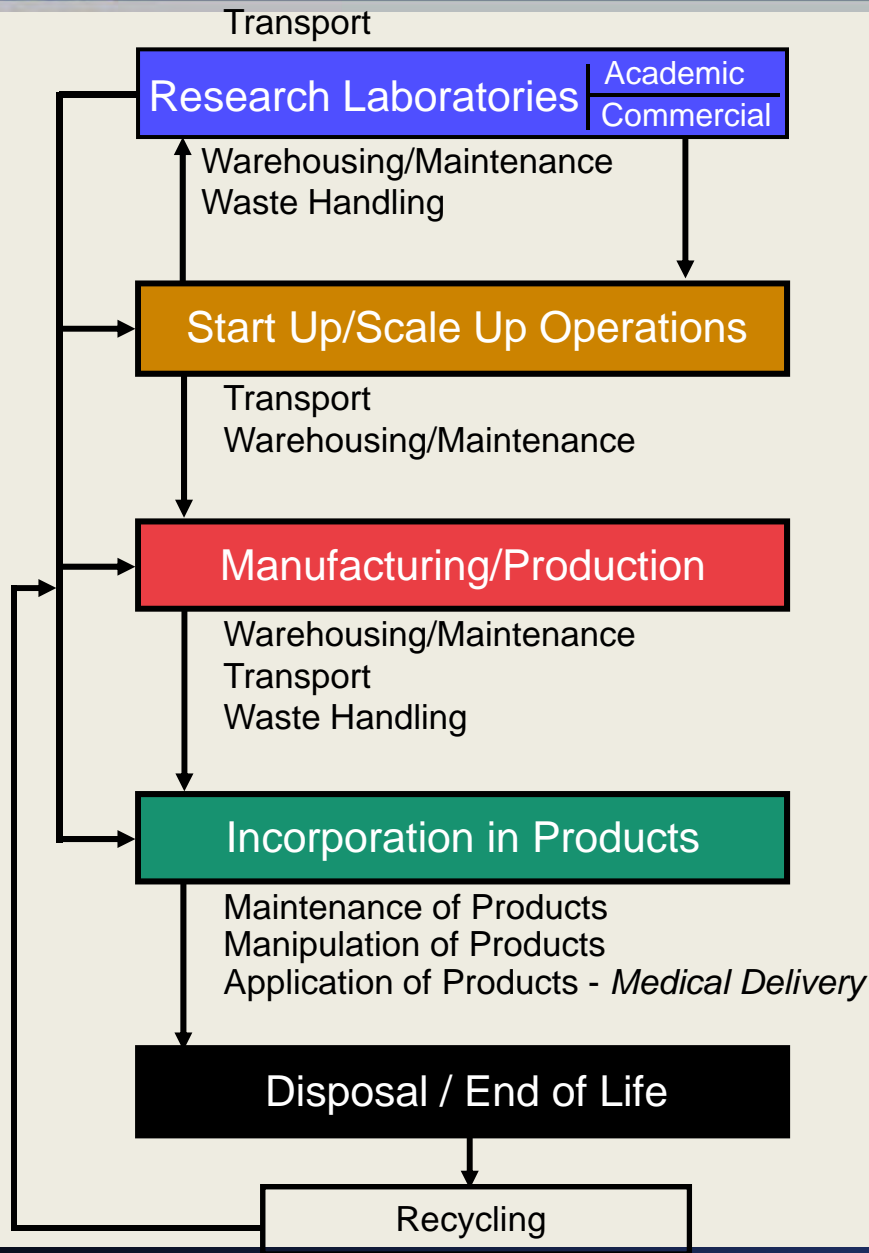 Transport
Research Laboratories
Academic
Commercial
Warehousing/Maintenance
Waste Handling
Start Up/Scale Up Operations
Transport
Warehousing/Maintenance
Manufacturing/Production
Warehousing/Maintenance
Transport
Waste Handling
Incorporation in Products
Maintenance of Products
Manipulation of Products
Application of Products - Medical Delivery
Disposal / End of Life
Recycling